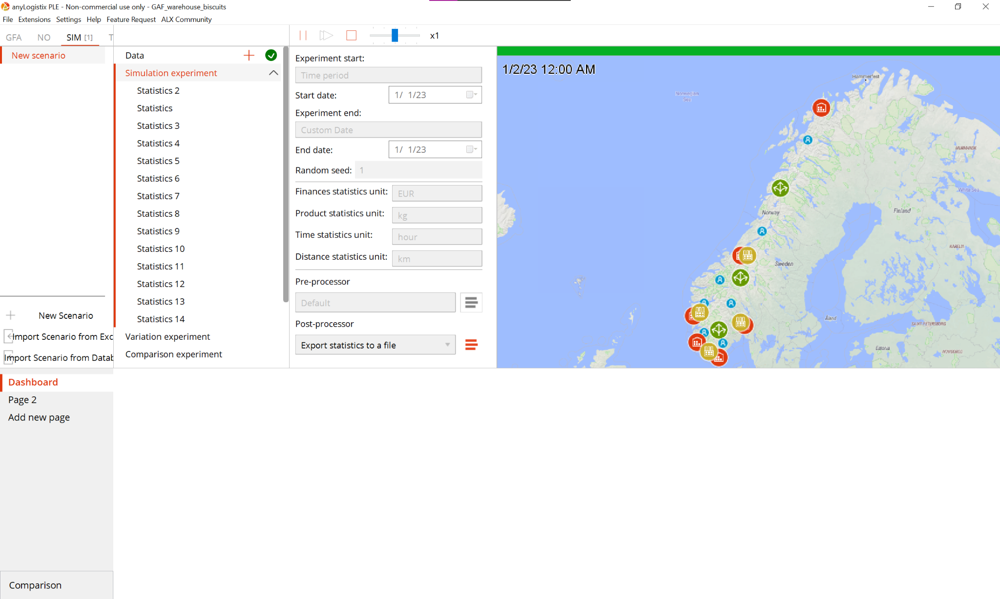 anyLogistix PLE - Non-commercial use only - GAF_warehouse_biscuits
File Extensions Settings Help Feature Request ALX Community
GFA NO SIM [1] T
x1
New scenario
New Scenario
Import Scenario from Exc
Import Scenario from Datab
Data
Simulation experiment
Statistics 2
Statistics
Statistics 3
Statistics 4
Statistics 5
Statistics 6
Statistics 7
Statistics 8
Statistics 9
Statistics 10
Statistics 11
Statistics 12
Statistics 13
Statistics 14
Variation experiment
Comparison experiment
Experiment start:
Time period
Start date: 1/ 1/23
Experiment end:
Custom Date
End date: 1/ 1/23
Random seed: 1
Finances statistics unit: EUR
Product statistics unit: kg
Time statistics unit: hour
Distance statistics unit: km
Pre-processor
Default
Post-processor
Export statistics to a file
1/2/23 12:00 AM
Hammerfest
Norwegian
Sea
MURMANSK
White Sea
Norway
Finland
KARELIA
Sweden
Åland
SAINT PETERSBURG
Estonia
NOVGOROD
Dashboard
Page 2
Add new page
Comparison